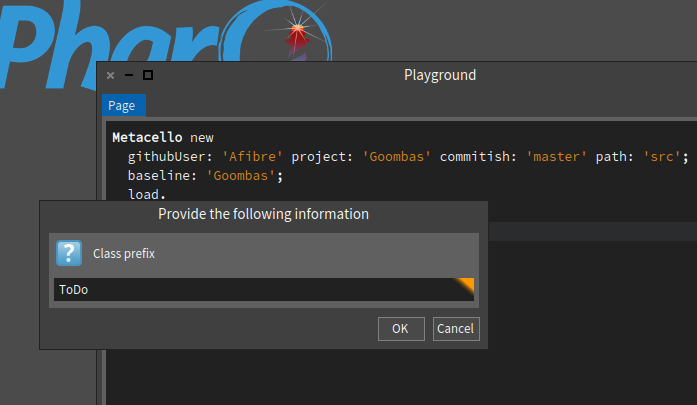 Pharo
Playground
Page
Metacello new
githubUser: 'Afibre' project: 'Goombas' commitish: 'master' path: 'src';
baseline: 'Goombas';
load.
Provide the following information
?
Class prefix
ToDo
OK
Cancel